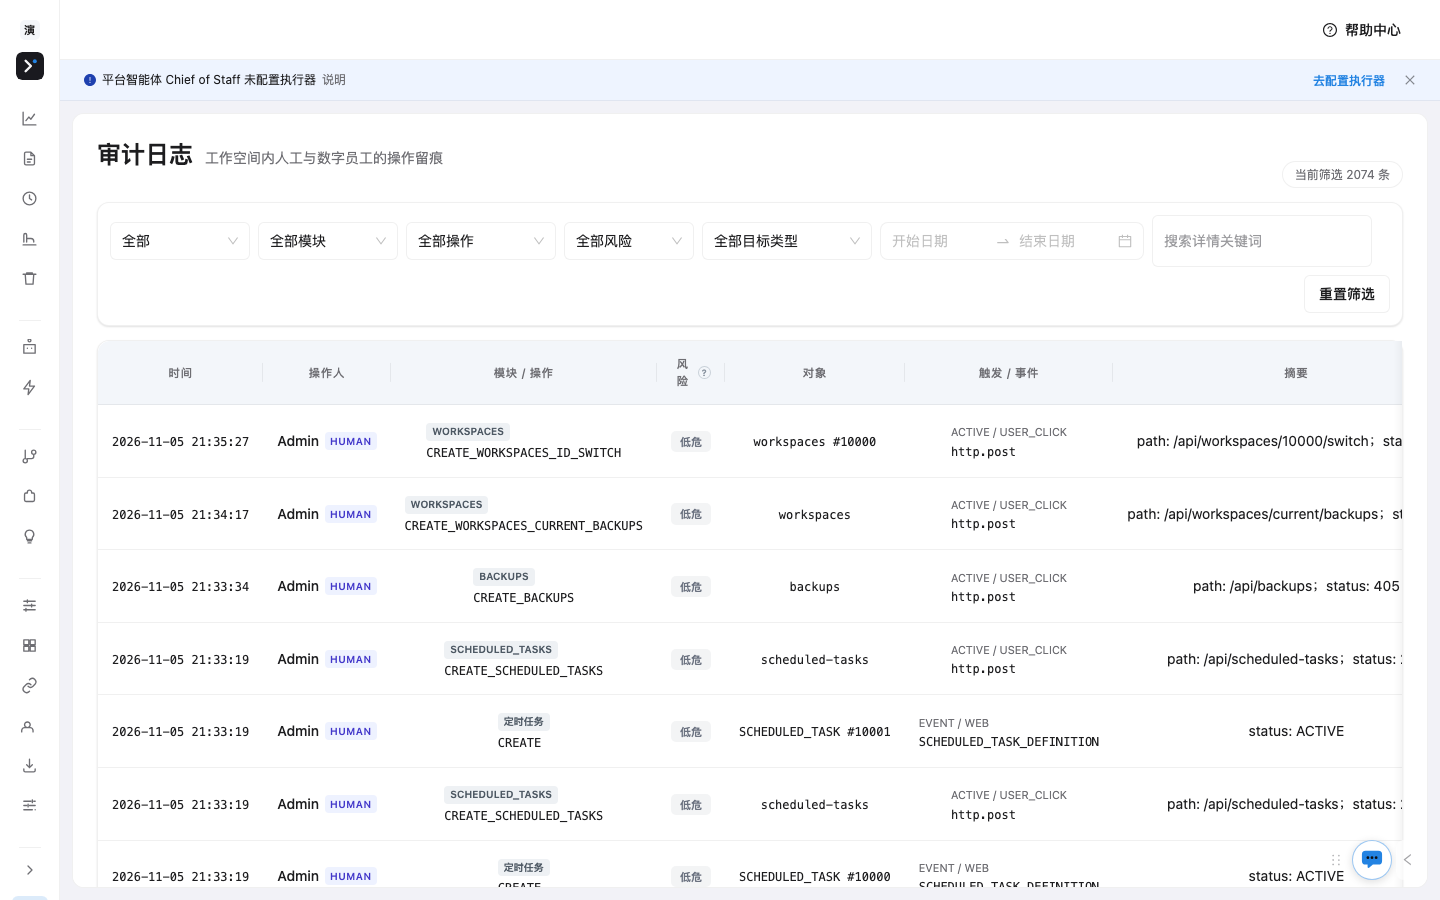 演
帮助中心
平台智能体 Chief of Staff 未配置执行器 说明
去配置执行器
审计日志 工作空间内人工与数字员工的操作留痕
当前筛选 2074 条
全部 全部模块 全部操作 全部风险 全部目标类型 开始日期 结束日期 搜索详情关键词
重置筛选
时间 操作人 模块 / 操作 风险 ? 对象 触发 / 事件 摘要
WORKSPACES ACTIVE / USER_CLICK
2026-11-05 21:35:27 Admin HUMAN CREATE_WORKSPACES_ID_SWITCH 低危 workspaces #10000 http.post path: /api/workspaces/10000/switch；sta
WORKSPACES ACTIVE / USER_CLICK
2026-11-05 21:34:17 Admin HUMAN CREATE_WORKSPACES_CURRENT_BACKUPS 低危 workspaces http.post path: /api/workspaces/current/backups；st
BACKUPS ACTIVE / USER_CLICK
2026-11-05 21:33:34 Admin HUMAN CREATE_BACKUPS 低危 backups http.post path: /api/backups；status: 405
SCHEDULED_TASKS ACTIVE / USER_CLICK
2026-11-05 21:33:19 Admin HUMAN CREATE_SCHEDULED_TASKS 低危 scheduled-tasks http.post path: /api/scheduled-tasks；status:
定时任务 EVENT / WEB
2026-11-05 21:33:19 Admin HUMAN CREATE 低危 SCHEDULED_TASK #10001 SCHEDULED_TASK_DEFINITION status: ACTIVE
SCHEDULED_TASKS ACTIVE / USER_CLICK
2026-11-05 21:33:19 Admin HUMAN CREATE_SCHEDULED_TASKS 低危 scheduled-tasks http.post path: /api/scheduled-tasks；status:
定时任务 EVENT / WEB
2026-11-05 21:33:19 Admin HUMAN CREATE 低危 SCHEDULED_TASK #10000 SCHEDULED_TASK_DEFINITION status: ACTIVE